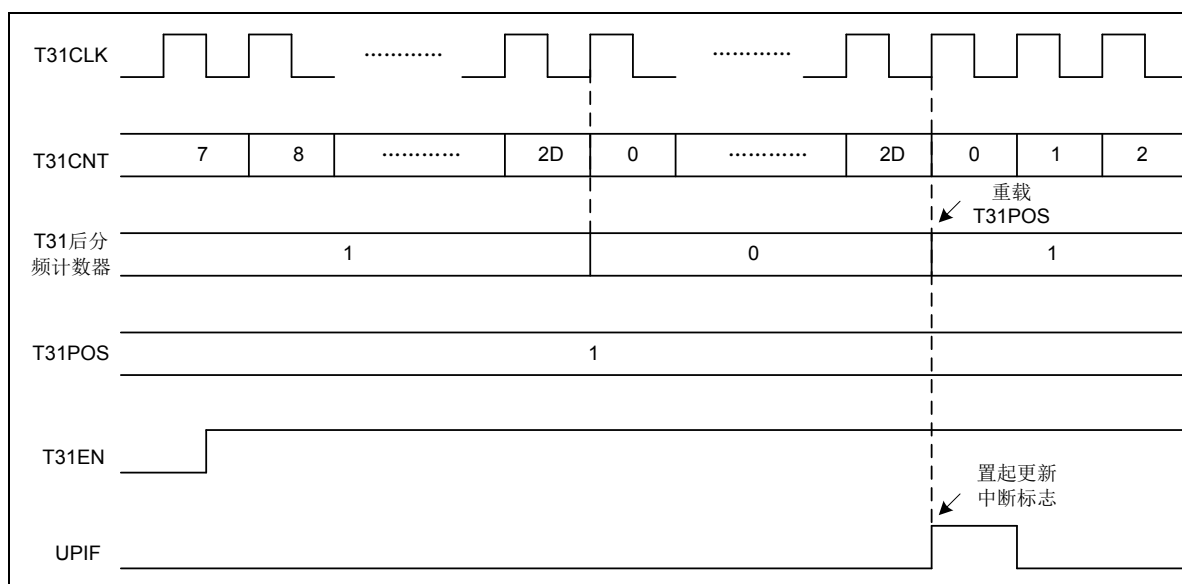 T31CLK
…………
…………
T31CNT
7
8
…………
2D
0
…………
2D
0
1
2
重载
T31POS
T31后分
频计数器
1
0
1
T31POS
1
T31EN
置起更新
中断标志
UPIF